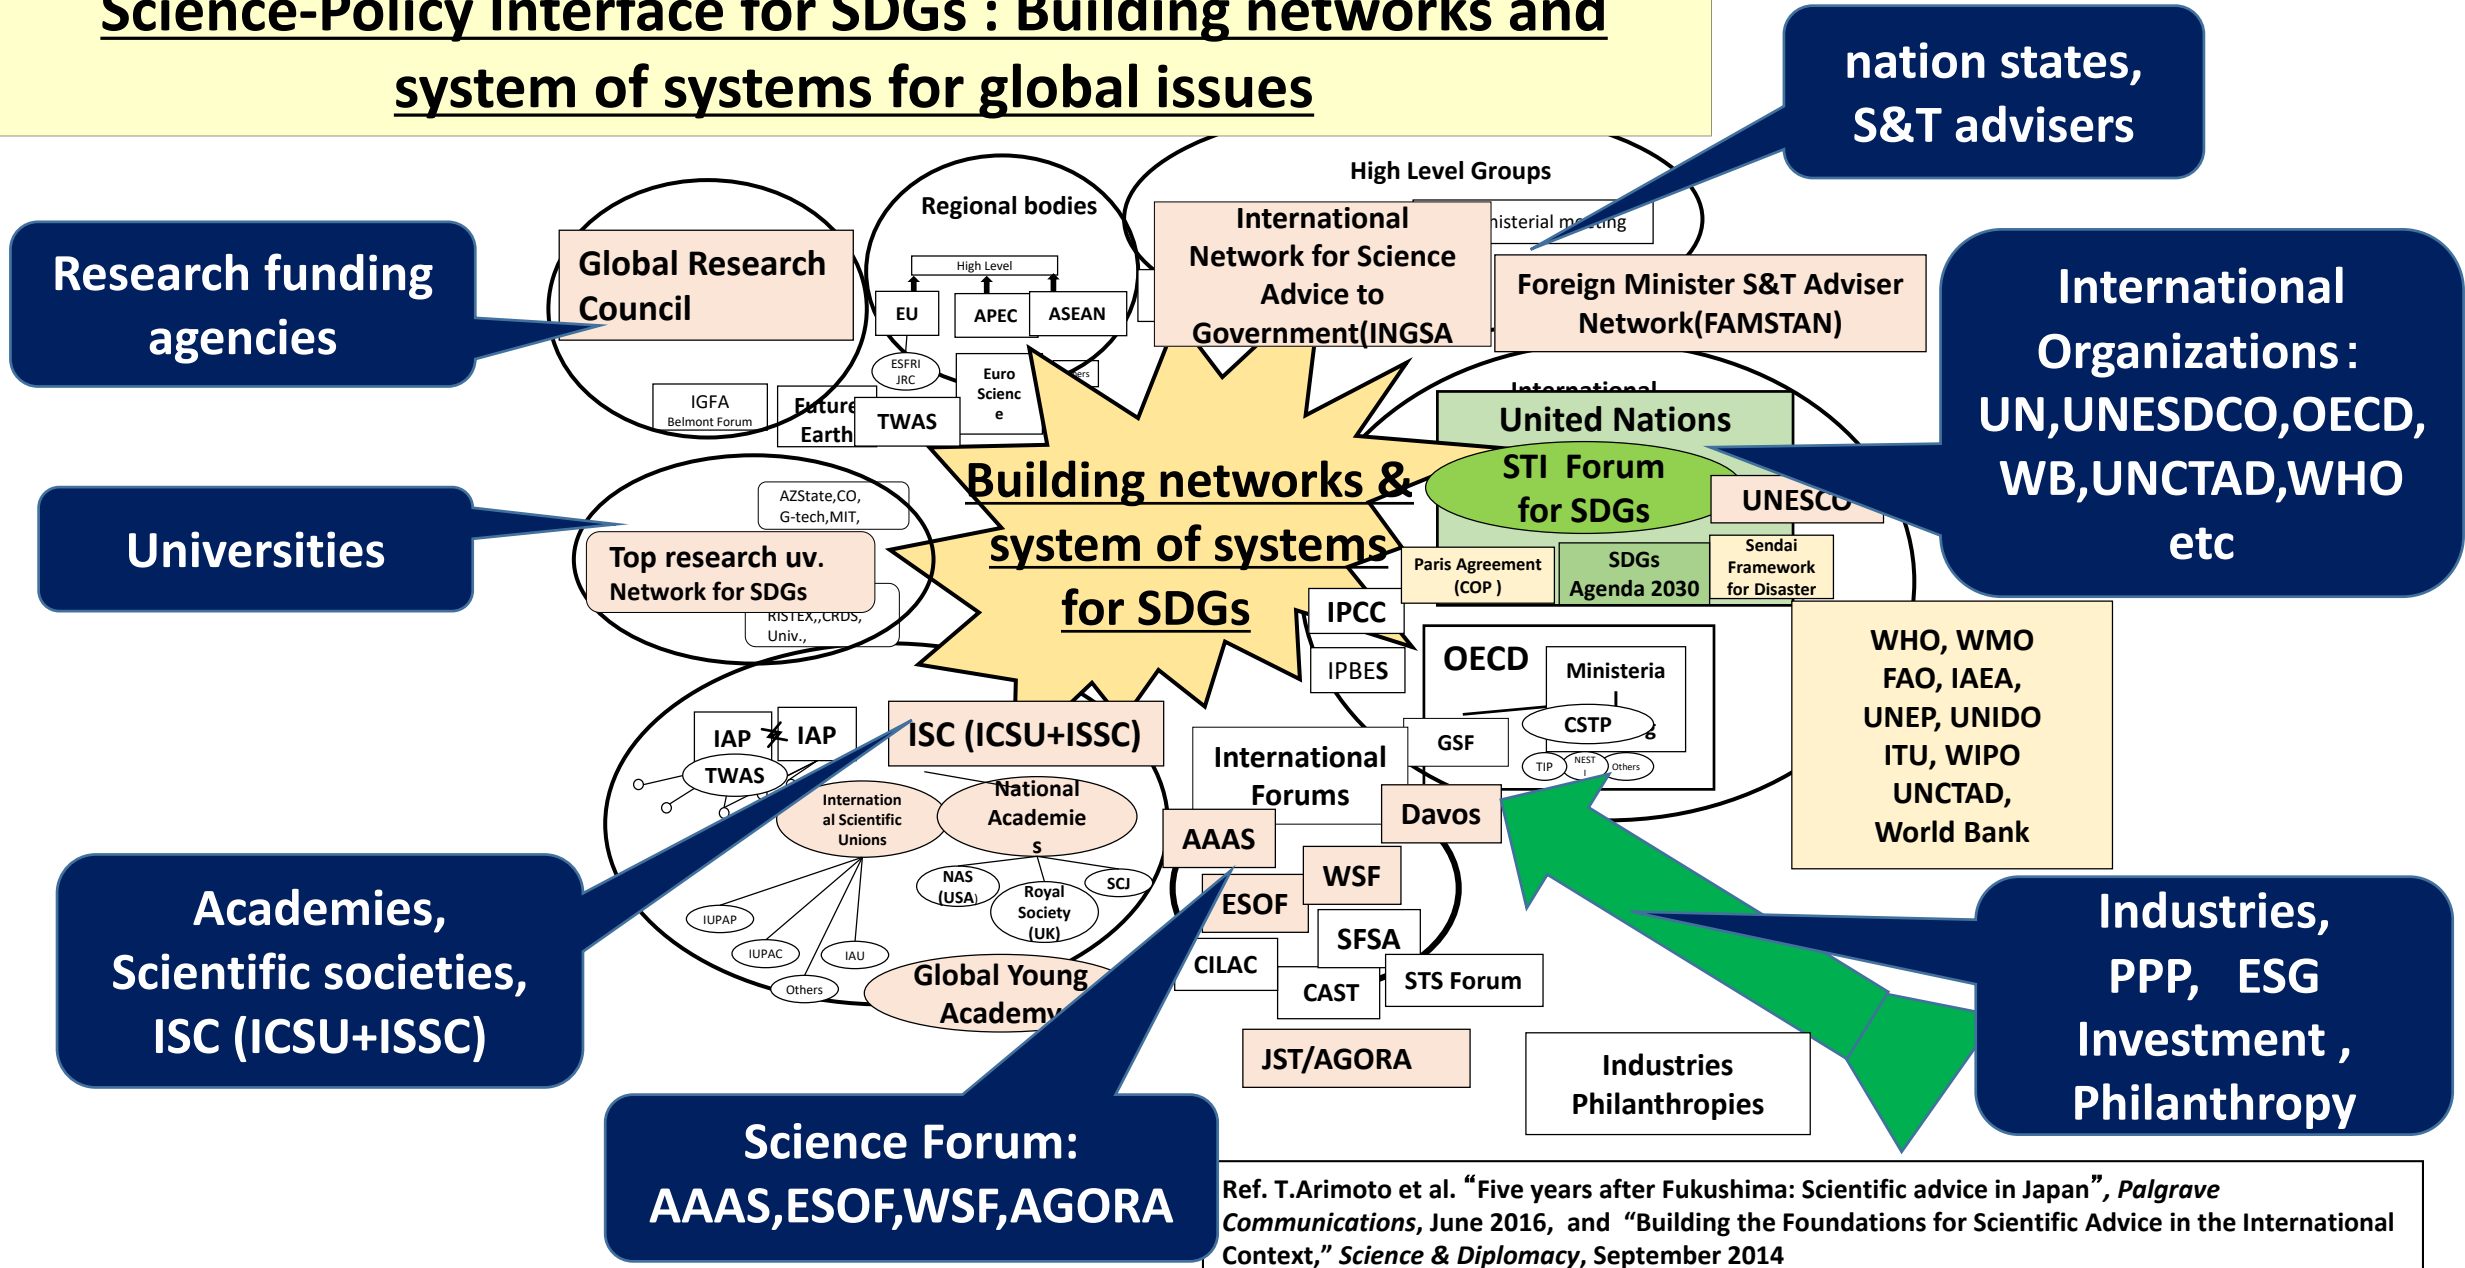 Science-Policy Interface for SDGs : Building networks and
system of systems for global issues
nation states,
S&T advisers
High Level Groups
Regional bodies
International
Network for Science
Advice to
Government(INGSA
meeting
Foreign Minister S&T Adviser
Network(FAMSTAN)
Research funding
agencies
Global Research
Council
High Level
EU
APEC
ASEAN
ESFRI
JRC
Euro
Scienc
e
IGFA
Belmont Forum
Future
Earth
TWAS
International
Organizations :
UN,UNESDCO,OECD,
WB,UNCTAD,WHO
etc
International
United Nations
STI Forum
for SDGs
UNESCO
Paris Agreement
(COP )
SDGs
Agenda 2030
Sendai
Framework
for Disaster
Building networks &
system of systems
for SDGs
Universities
AZState,CO,
G-tech,MIT,
Top research uv.
Network for SDGs
RISTEX,,CRDS,
Univ.,
IPCC
IPBES
OECD
Ministeria
l
g
CSTP
GSF
TIP
NEST
I
Others
WHO, WMO
FAO, IAEA,
UNEP, UNIDO
ITU, WIPO
UNCTAD,
World Bank
IAP
IAP
TWAS
ISC (ICSU+ISSC)
Internation
al Scientific
Unions
National
Academie
s
NAS
(USA)
Royal
Society
(UK)
SCJ
IUPAP
IUPAC
IAU
Others
Global Young
Academy
International
Forums
Davos
AAAS
WSF
ESOF
SFSA
CILAC
CAST
STS Forum
JST/AGORA
Industries
Philanthropies
Academies,
Scientific societies,
ISC (ICSU+ISSC)
Science Forum:
AAAS,ESOF,WSF,AGORA
Industries,
PPP, ESG
Investment ,
Philanthropy
Ref. T.Arimoto et al. “Five years after Fukushima: Scientific advice in Japan”, Palgrave
Communications, June 2016, and “Building the Foundations for Scientific Advice in the International
Context,” Science & Diplomacy, September 2014